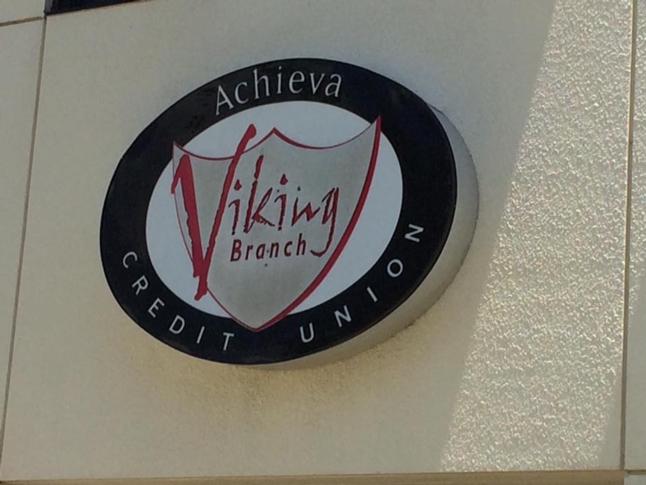 Achieva
Viking
Branch
CREDIT UNION